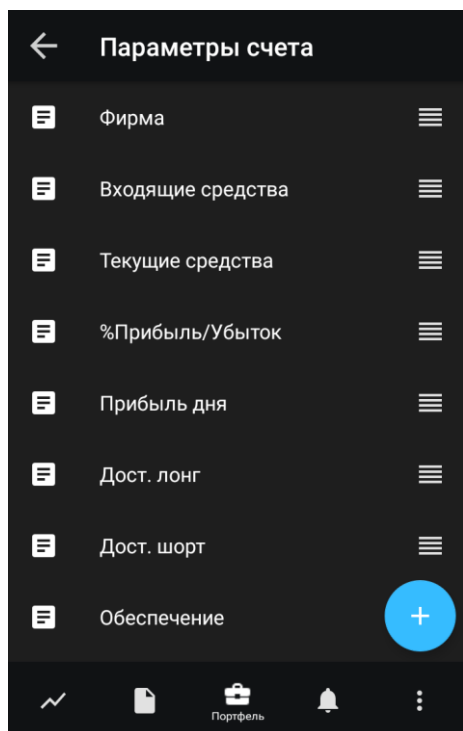 Параметры счета
Фирма
Входящие средства
Текущие средства
%Прибыль/Убыток
Прибыль дня
Дост. лонг
Дост. шорт
Обеспечение
Портфель